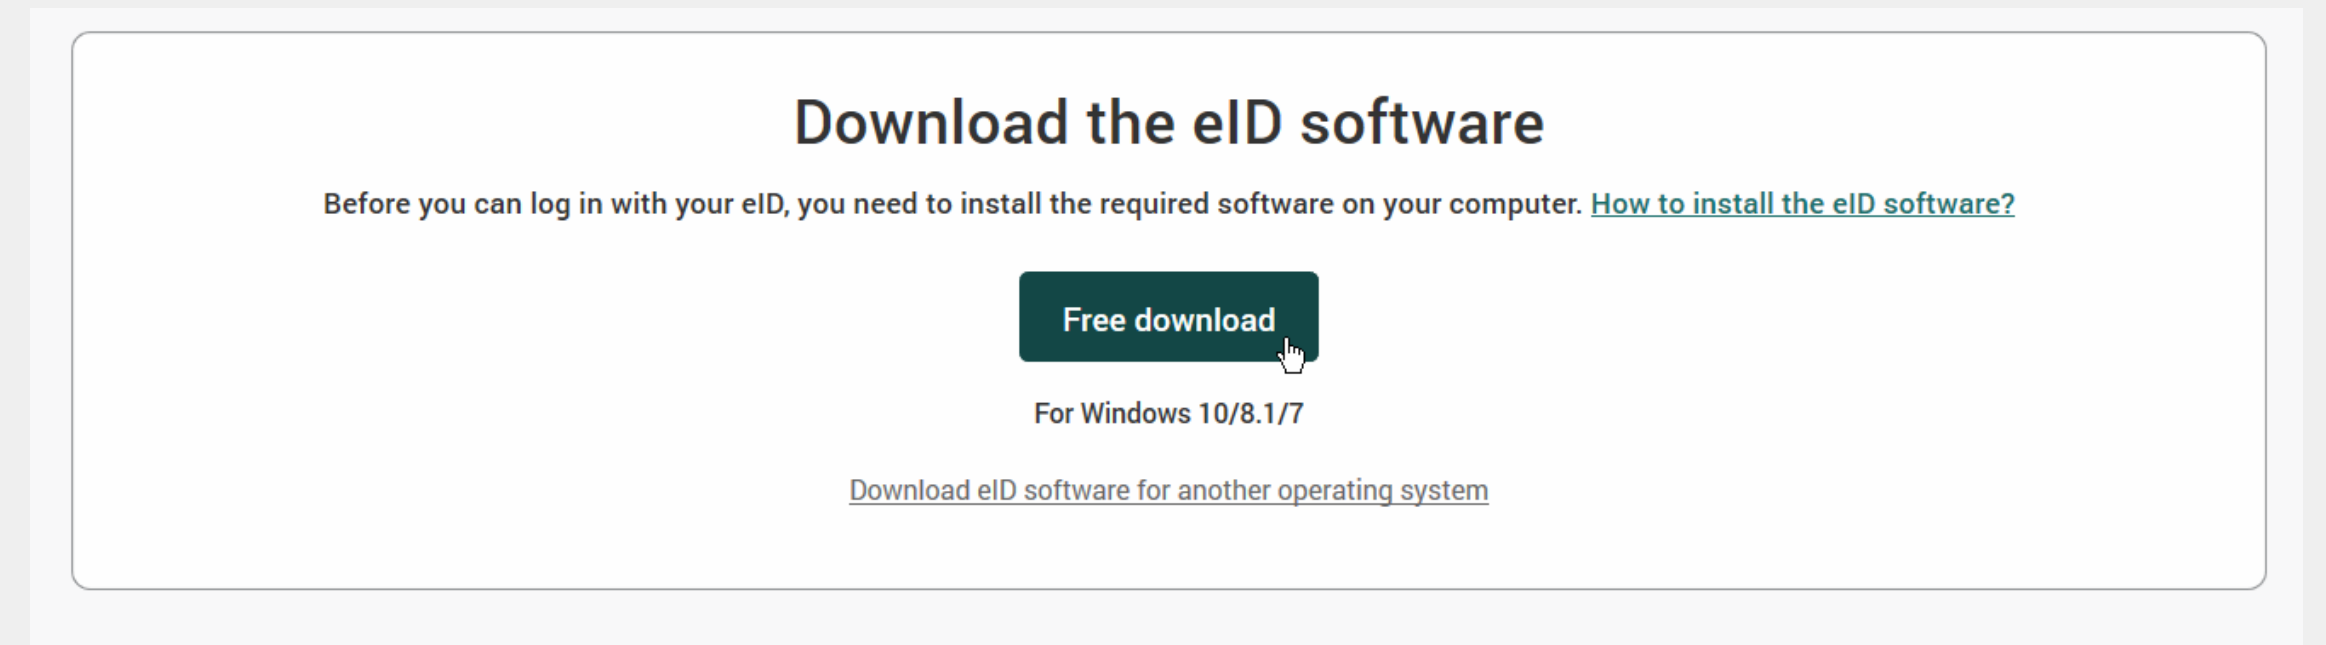 Download the eID software
Before you can log in with your eID, you need to install the required software on your computer. How to install the eID software?
Free download
For Windows 10/8.1/7
Download eID software for another operating system